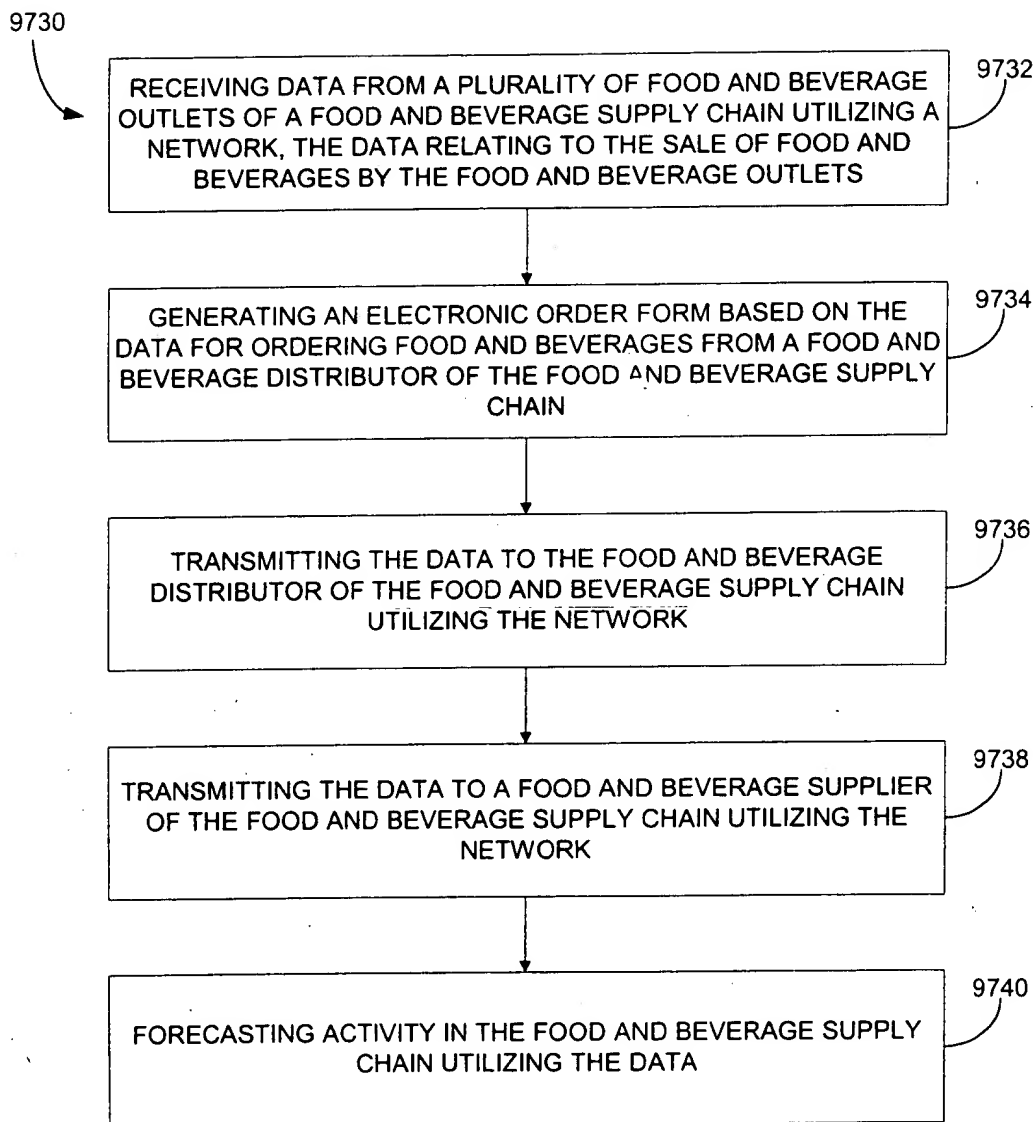 9730
RECEIVING DATA FROM A PLURALITY OF FOOD AND BEVERAGE
OUTLETS OF A FOOD AND BEVERAGE SUPPLY CHAIN UTILIZING A
NETWORK, THE DATA RELATING TO THE SALE OF FOOD AND
BEVERAGES BY THE FOOD AND BEVERAGE OUTLETS
9732
GENERATING AN ELECTRONIC ORDER FORM BASED ON THE
DATA FOR ORDERING FOOD AND BEVERAGES FROM A FOOD AND
BEVERAGE DISTRIBUTOR OF THE FOOD AND BEVERAGE SUPPLY
CHAIN
9734
TRANSMITTING THE DATA TO THE FOOD AND BEVERAGE
DISTRIBUTOR OF THE FOOD AND BEVERAGE SUPPLY CHAIN
UTILIZING THE NETWORK
9736
TRANSMITTING THE DATA TO A FOOD AND BEVERAGE SUPPLIER
OF THE FOOD AND BEVERAGE SUPPLY CHAIN UTILIZING THE
NETWORK
9738
FORECASTING ACTIVITY IN THE FOOD AND BEVERAGE SUPPLY
CHAIN UTILIZING THE DATA
9740